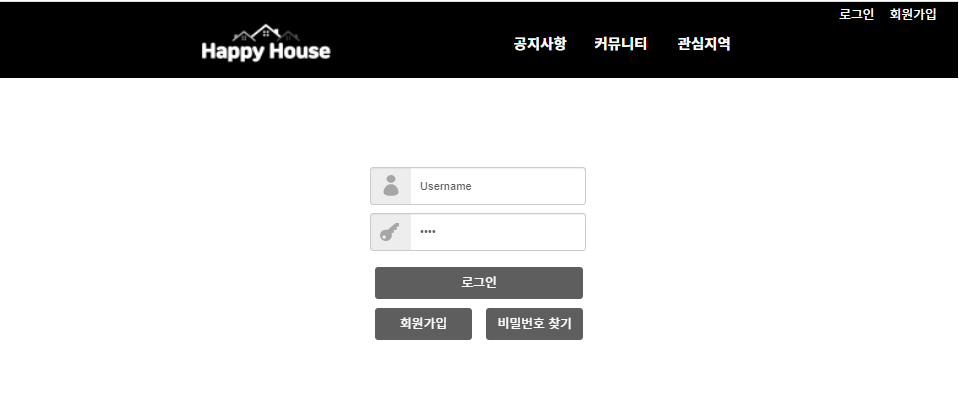 로그인 회원가입
Happy House
공지사항 커뮤니티 관심지역
Username
••••
로그인
회원가입 비밀번호 찾기